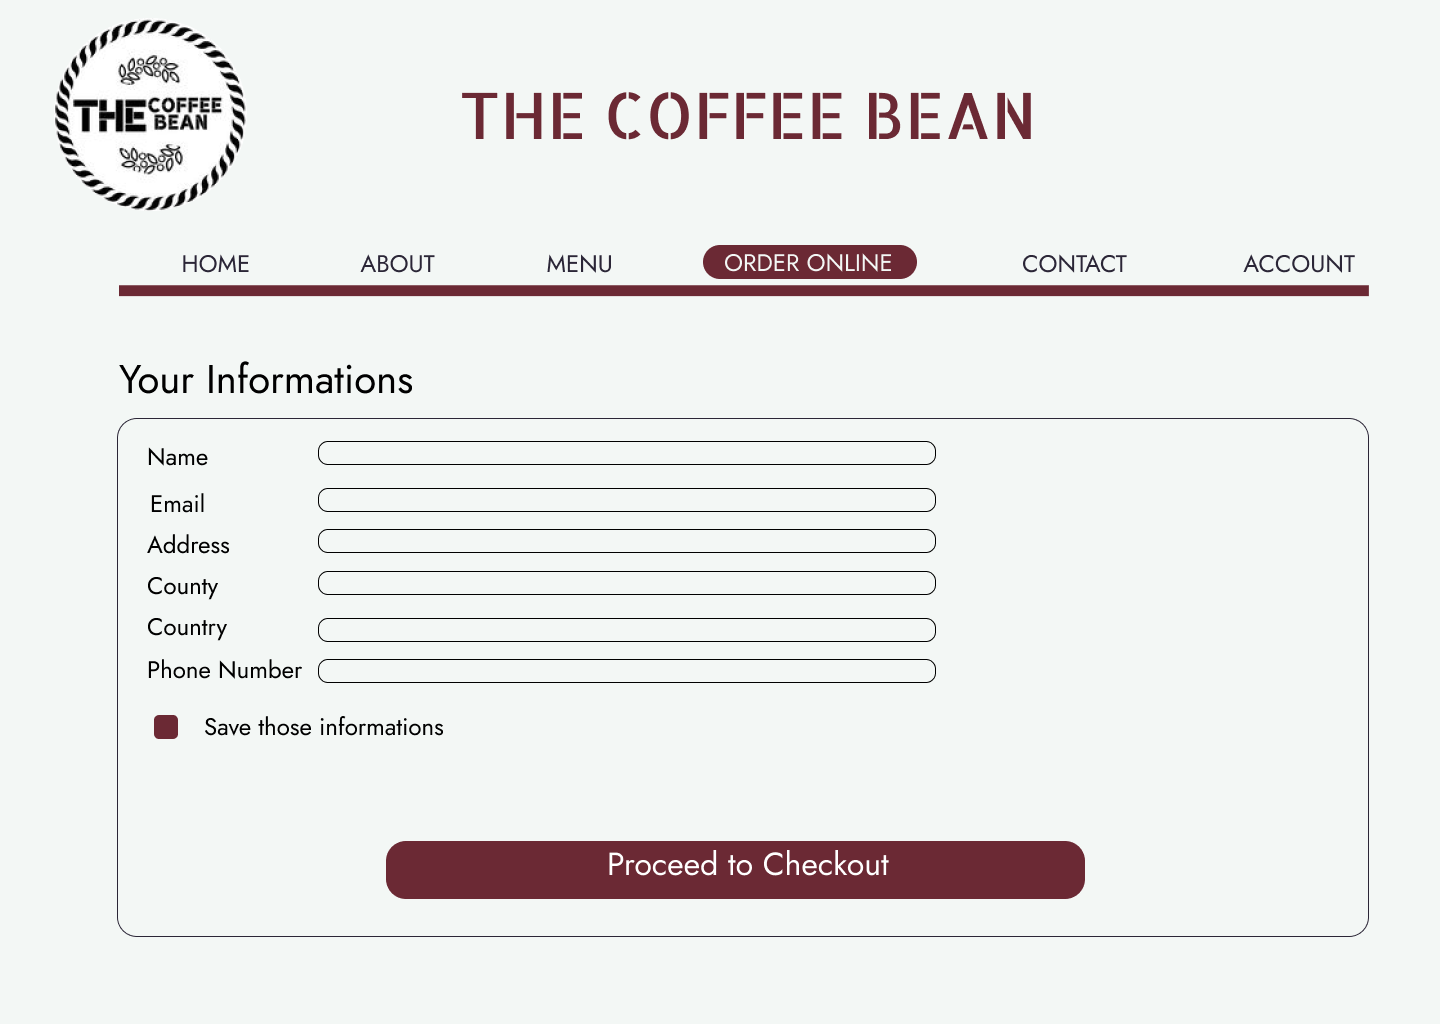 THE COFFEE
BEAN
THE COFFEE BEAN
HOME ABOUT MENU ORDER ONLINE CONTACT ACCOUNT
Your Informations
Name
Email
Address
County
Country
Phone Number
Save those informations
Proceed to Checkout